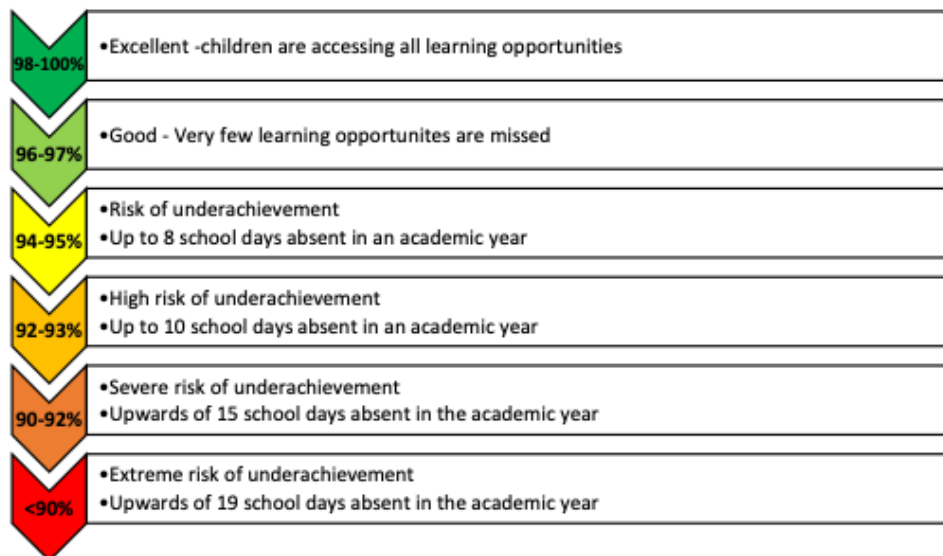 98-100%
•Excellent -children are accessing all learning opportunities
96-97%
•Good - Very few learning opportunites are missed
94-95%
•Risk of underachievement
•Up to 8 school days absent in an academic year
92-93%
•High risk of underachievement
•Up to 10 school days absent in an academic year
90-92%
•Severe risk of underachievement
•Upwards of 15 school days absent in the academic year
<90%
•Extreme risk of underachievement
•Upwards of 19 school days absent in the academic year